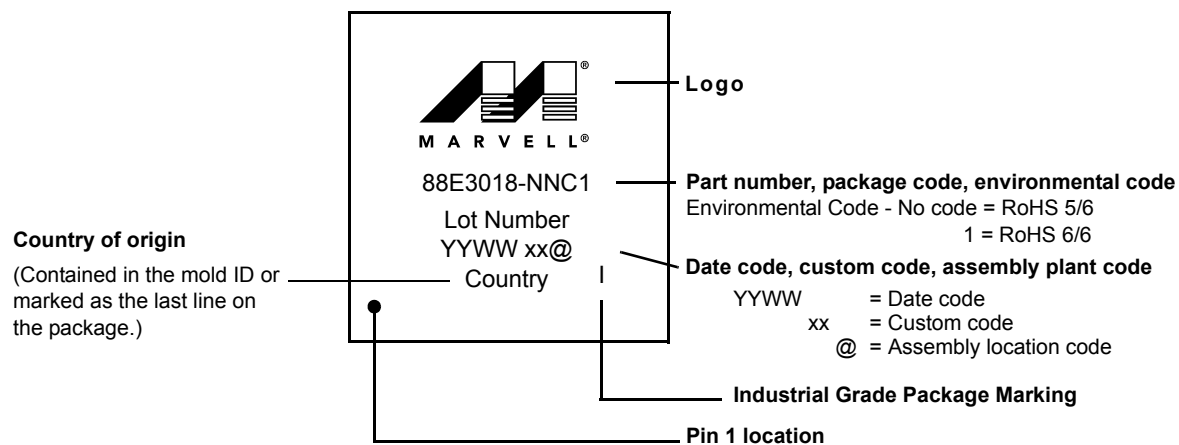 ®
MARVELL®
88E3018-NNC1
Lot Number
YYWW xx@
Country I
Logo
Part number, package code, environmental code
Environmental Code - No code = RoHS 5/6
1 = RoHS 6/6
Date code, custom code, assembly plant code
YYWW = Date code
xx = Custom code
@ = Assembly location code
Country of origin
(Contained in the mold ID or
marked as the last line on
the package.)
Industrial Grade Package Marking
Pin 1 location